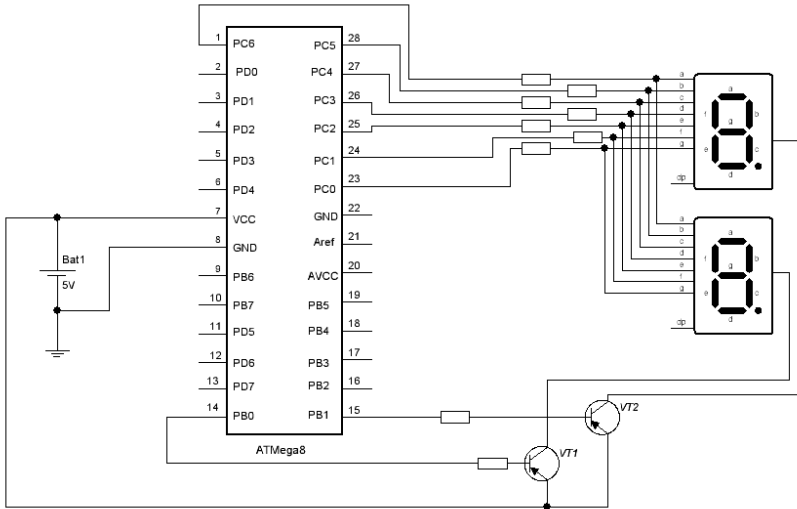 1 PC6
2 PD0
3 PD1
4 PD2
5 PD3
6 PD4
7 VCC
8 GND
9 PB6
10 PB7
11 PD5
12 PD6
13 PD7
14 PB0
PC5 28
PC4 27
PC3 26
PC2 25
PC1 24
PC0 23
GND 22
Aref 21
AVCC 20
PB5 19
PB4 18
PB3 17
PB2 16
PB1 15
ATMega8
Bat1
5V
a
b
c
d
e
f
g
dp
a
f b
g
e c
d
a
b
c
d
e
f
g
dp
a
f b
g
e c
d
VT2
VT1